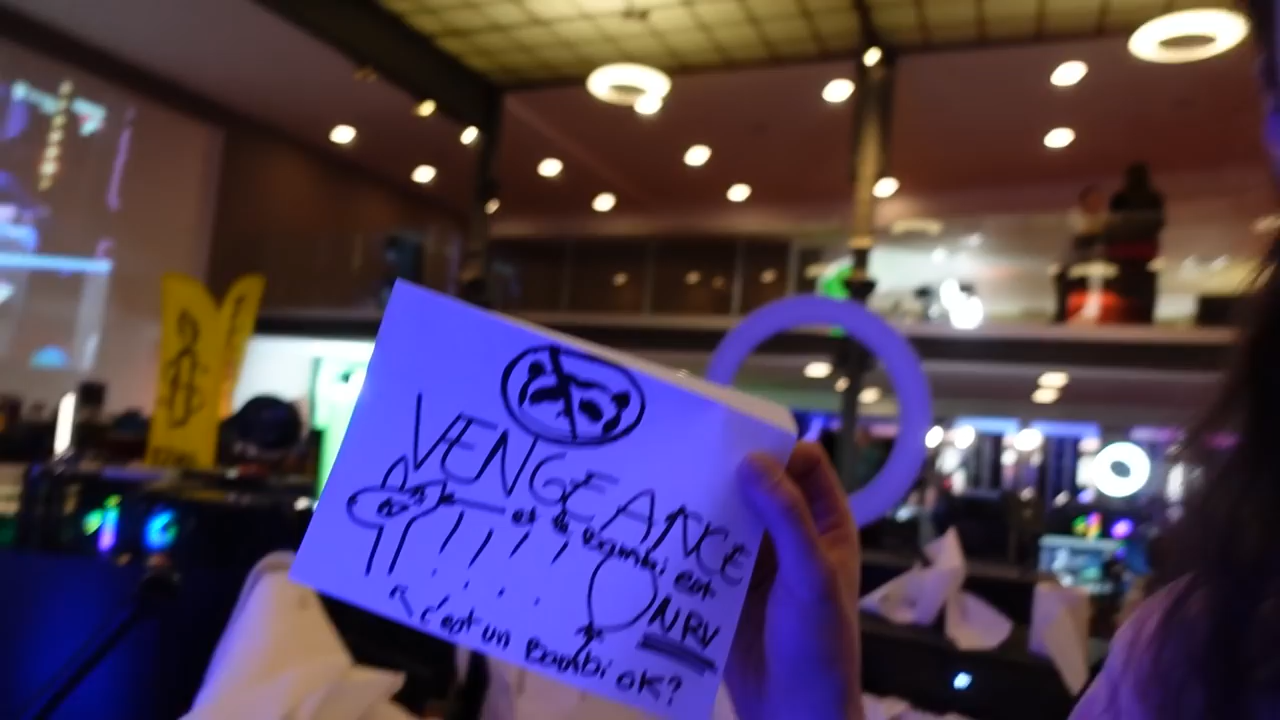 VENGEANCE
et le Bambi est
NRV
!!!!
c'est un Bambi OK?